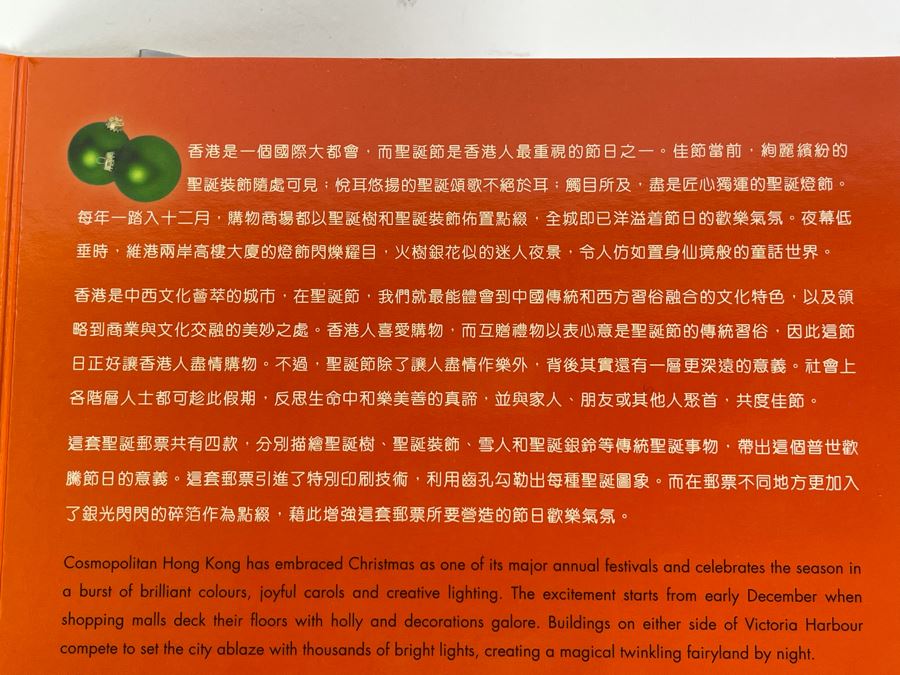 香港是一個國際大都會，而聖誕節是香港人最重視的節日之一。佳節當前，絢麗繽紛的
聖誕裝飾隨處可見；悅耳悠揚的聖誕頌歌不絕於耳；觸目所及，盡是匠心獨運的聖誕燈飾。
每年一踏入十二月，購物商場都以聖誕樹和聖誕裝飾佈置點綴，全城即已洋溢着節日的歡樂氣氛。夜幕低
垂時，維港兩岸高樓大廈的燈飾閃爍耀目，火樹銀花似的迷人夜景，令人仿如置身仙境般的童話世界。
香港是中西文化薈萃的城市，在聖誕節，我們就最能體會到中國傳統和西方習俗融合的文化特色，以及領
略到商業與文化交融的美妙之處。香港人喜愛購物，而互贈禮物以表心意是聖誕節的傳統習俗，因此這節
日正好讓香港人盡情購物。不過，聖誕節除了讓人盡情作樂外，背後其實還有一層更深遠的意義。社會上
各階層人士都可趁此假期，反思生命中和樂美善的真諦，並與家人、朋友或其他人聚首，共度佳節。
這套聖誕郵票共有四款，分別描繪聖誕樹、聖誕裝飾、雪人和聖誕銀鈴等傳統聖誕事物，帶出這個普世歡
騰節日的意義。這套郵票引進了特別印刷技術，利用齒孔勾勒出每種聖誕圖象。而在郵票不同地方更加入
了銀光閃閃的碎箔作為點綴，藉此增強這套郵票所要營造的節日歡樂氣氛。
Cosmopolitan Hong Kong has embraced Christmas as one of its major annual festivals and celebrates the season in
a burst of brilliant colours, joyful carols and creative lighting. The excitement starts from early December when
shopping malls deck their floors with holly and decorations galore. Buildings on either side of Victoria Harbour
compete to set the city ablaze with thousands of bright lights, creating a magical twinkling fairyland by night.